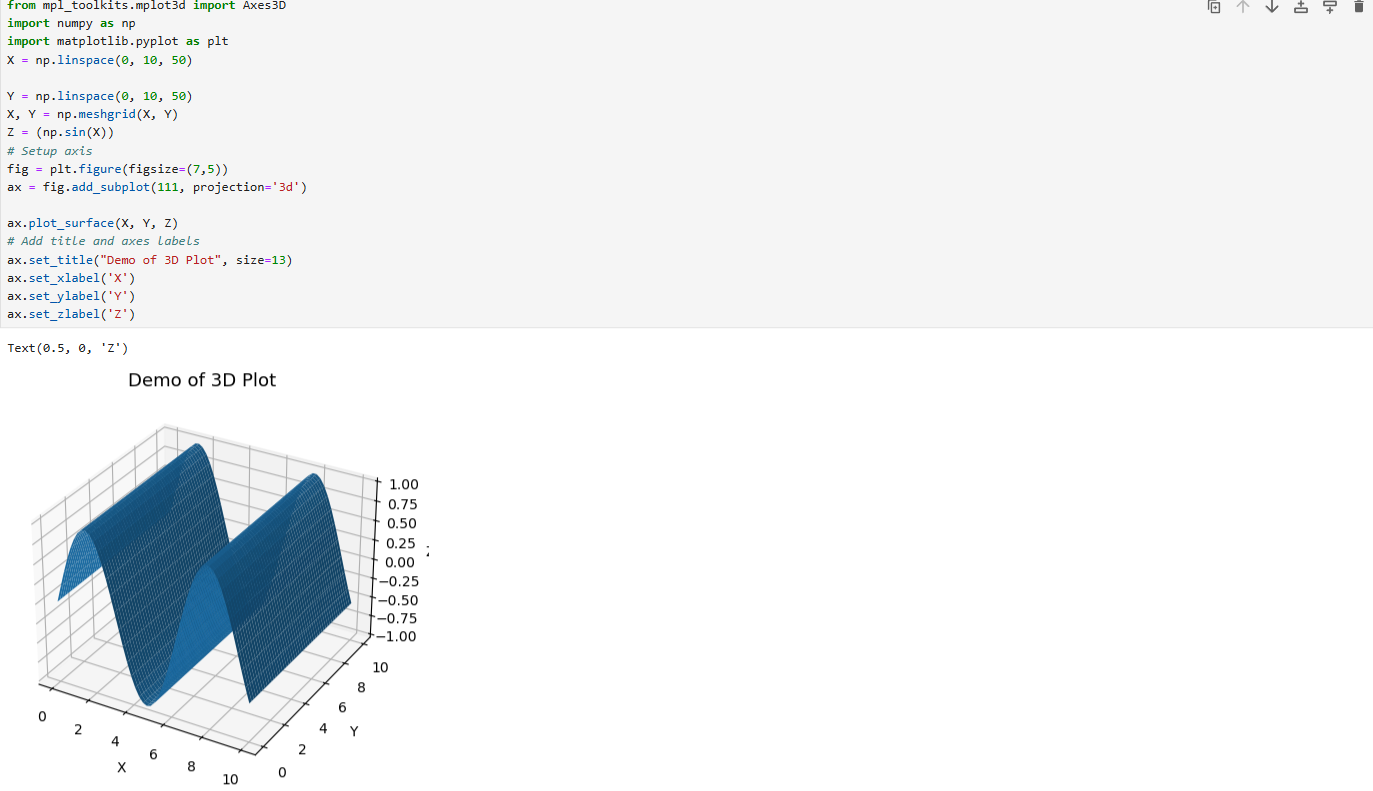 from mpl_toolkits.mplot3d import Axes3D
import numpy as np
import matplotlib.pyplot as plt
X = np.linspace(0, 10, 50)
Y = np.linspace(0, 10, 50)
X, Y = np.meshgrid(X, Y)
Z = (np.sin(X))
# Setup axis
fig = plt.figure(figsize=(7,5))
ax = fig.add_subplot(111, projection='3d')
ax.plot_surface(X, Y, Z)
# Add title and axes labels
ax.set_title("Demo of 3D Plot", size=13)
ax.set_xlabel('X')
ax.set_ylabel('Y')
ax.set_zlabel('Z')
Text(0.5, 0, 'Z')
Demo of 3D Plot
1.00
0.75
0.50
0.25
0.00
−0.25
−0.50
−0.75
−1.00
0
2
4
6
8
10
X
0
2
4
6
8
10
Y